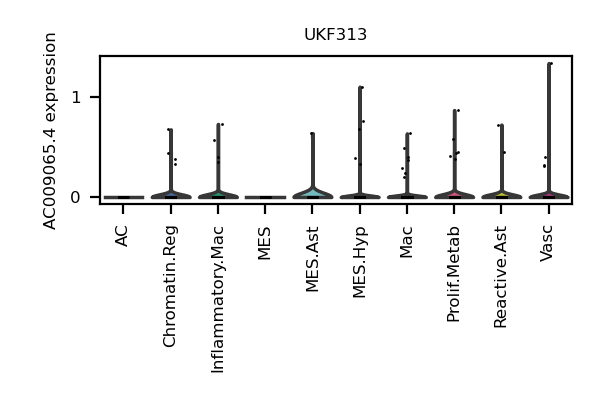 UKF313
AC009065.4 expression
1
0
AC
Chromatin.Reg
Inflammatory.Mac
MES
MES.Ast
MES.Hyp
Mac
Prolif.Metab
Reactive.Ast
Vasc